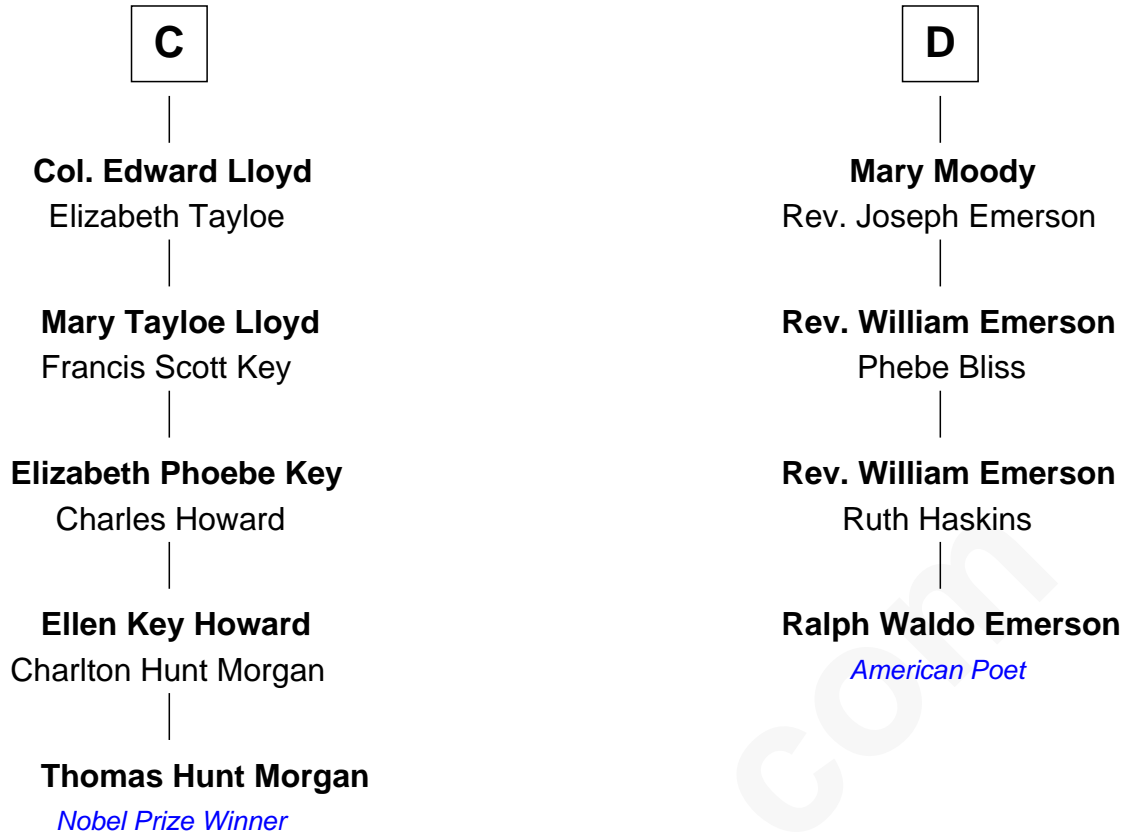 C
Col. Edward Lloyd
Elizabeth Tayloe
Mary Tayloe Lloyd
Francis Scott Key
Elizabeth Phoebe Key
Charles Howard
Ellen Key Howard
Charlton Hunt Morgan
Thomas Hunt Morgan
Nobel Prize Winner
D
Mary Moody
Rev. Joseph Emerson
Rev. William Emerson
Phebe Bliss
Rev. William Emerson
Ruth Haskins
Ralph Waldo Emerson
American Poet
com